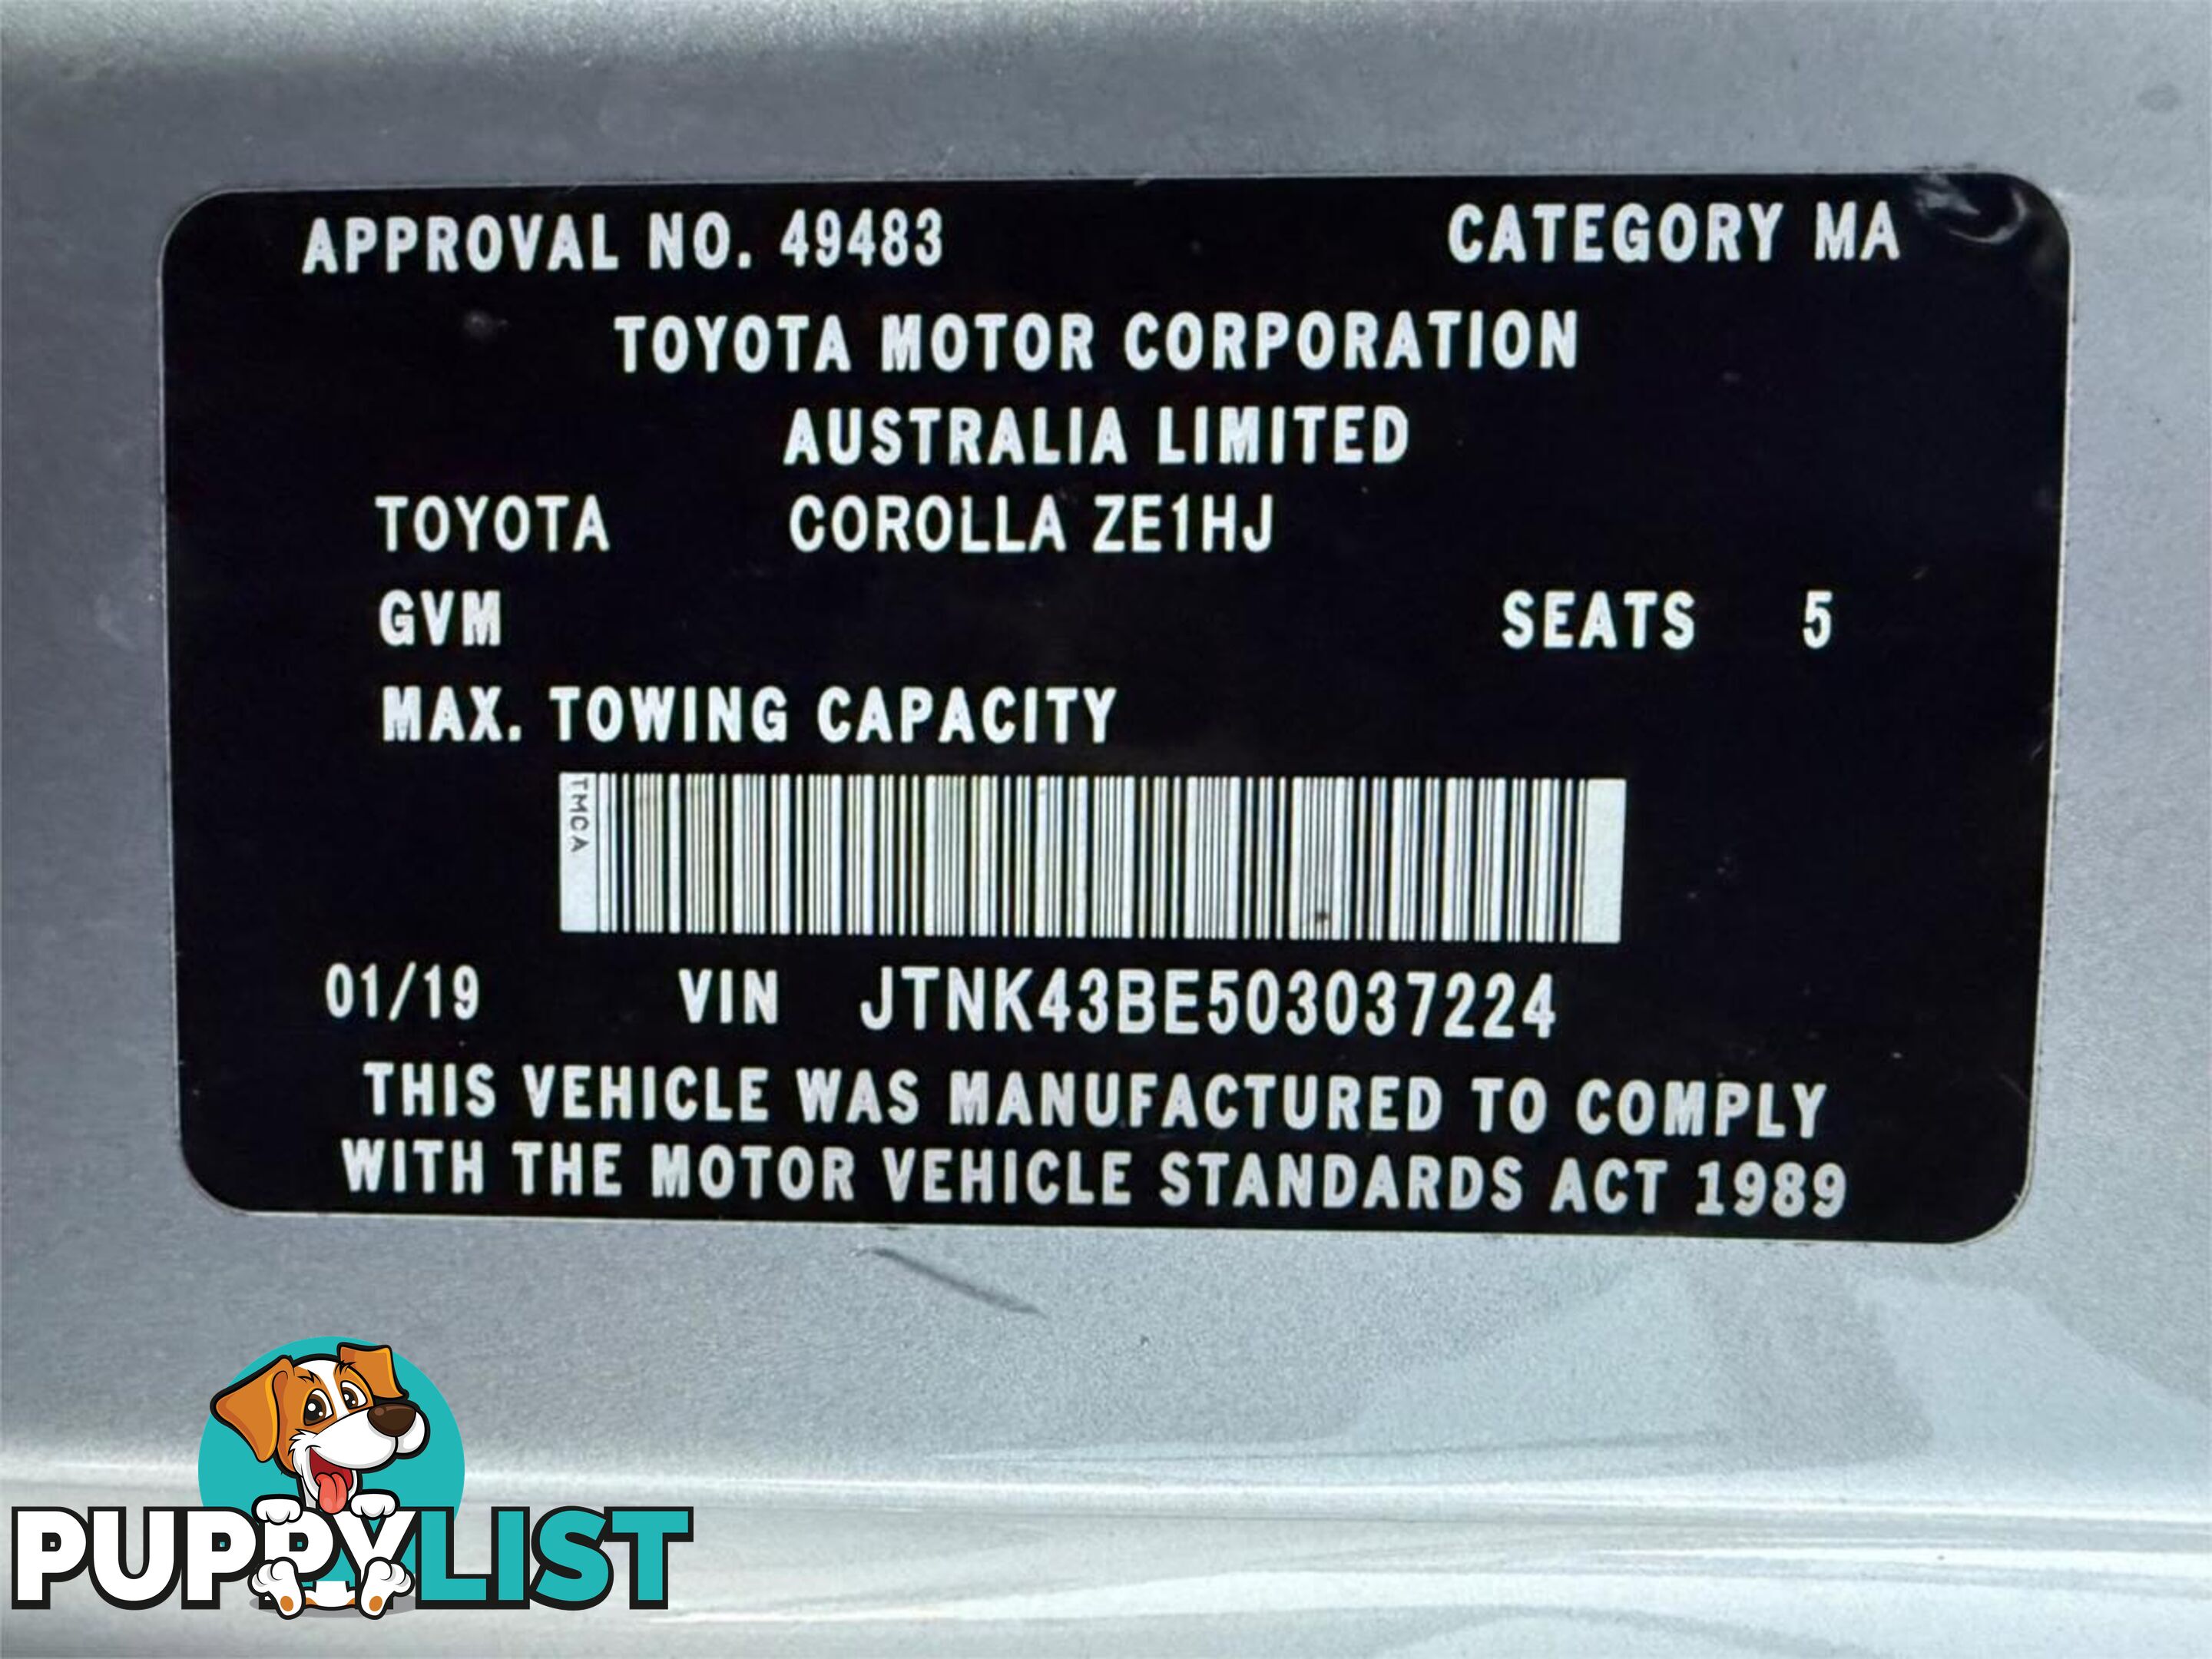 APPROVAL NO. 49483 CATEGORY MA
TOYOTA MOTOR CORPORATION
AUSTRALIA LIMITED
TOYOTA COROLLA ZE1HJ
GVM SEATS 5
MAX. TOWING CAPACITY
TMCA
01/19 VIN JTNK43BE503037224
THIS VEHICLE WAS MANUFACTURED TO COMPLY
WITH THE MOTOR VEHICLE STANDARDS ACT 1989
PUPPYLIST